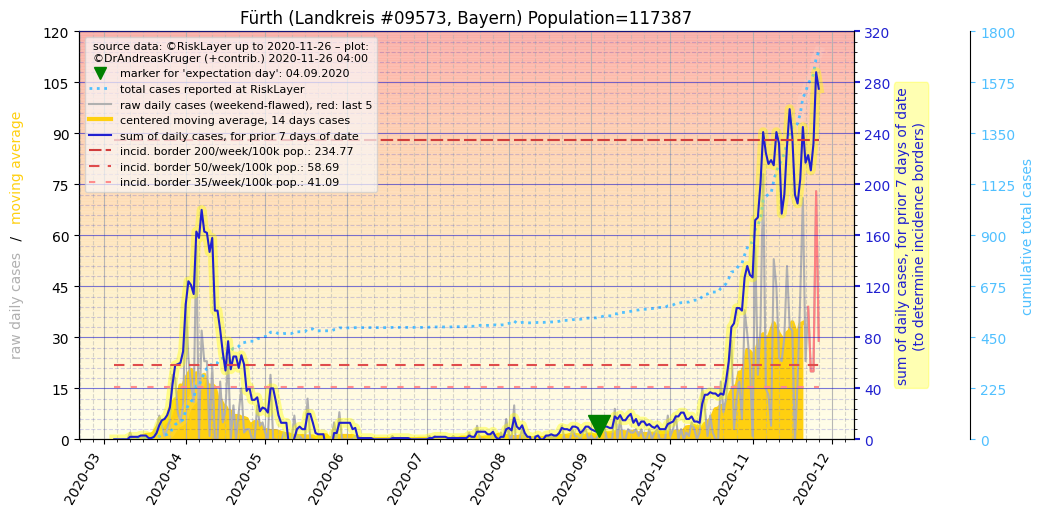 Fürth (Landkreis #09573, Bayern) Population=117387
source data: ©RiskLayer up to 2020-11-26 – plot:
©DrAndreasKruger (+contrib.) 2020-11-26 04:00
marker for 'expectation day': 04.09.2020
total cases reported at RiskLayer
raw daily cases (weekend-flawed), red: last 5
centered moving average, 14 days cases
sum of daily cases, for prior 7 days of date
incid. border 200/week/100k pop.: 234.77
incid. border 50/week/100k pop.: 58.69
incid. border 35/week/100k pop.: 41.09
raw daily cases / moving average
120
105
90
75
60
45
30
15
0
2020-03
2020-04
2020-05
2020-06
2020-07
2020-08
2020-09
2020-10
2020-11
2020-12
320
280
240
200
160
120
80
40
0
sum of daily cases, for prior 7 days of date
(to determine incidence borders)
1800
1575
1350
1125
900
675
450
225
0
cumulative total cases